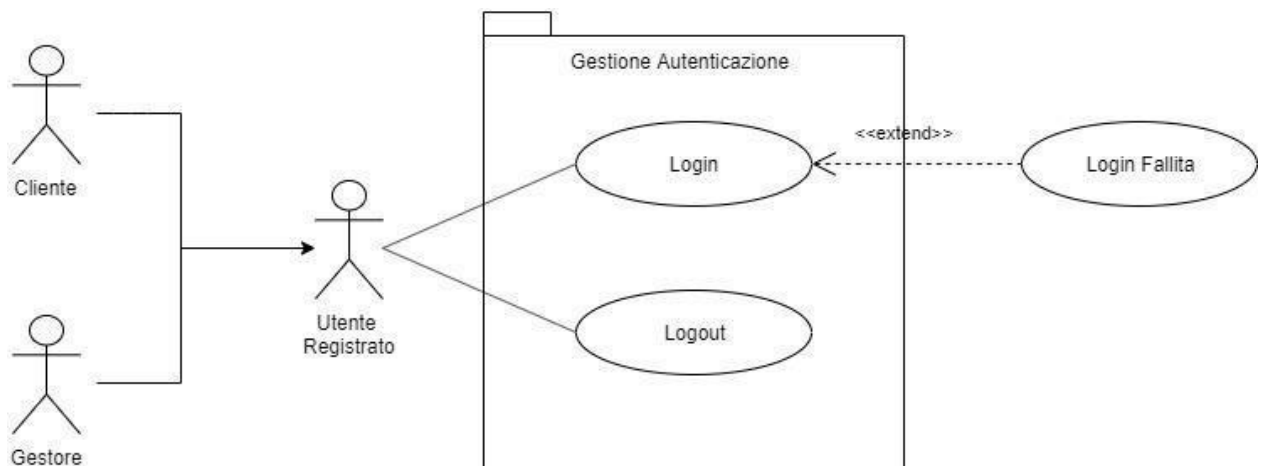 Gestione Autenticazione
Cliente
Login
<<extend>>
Login Fallita
Utente
Registrato
Logout
Gestore